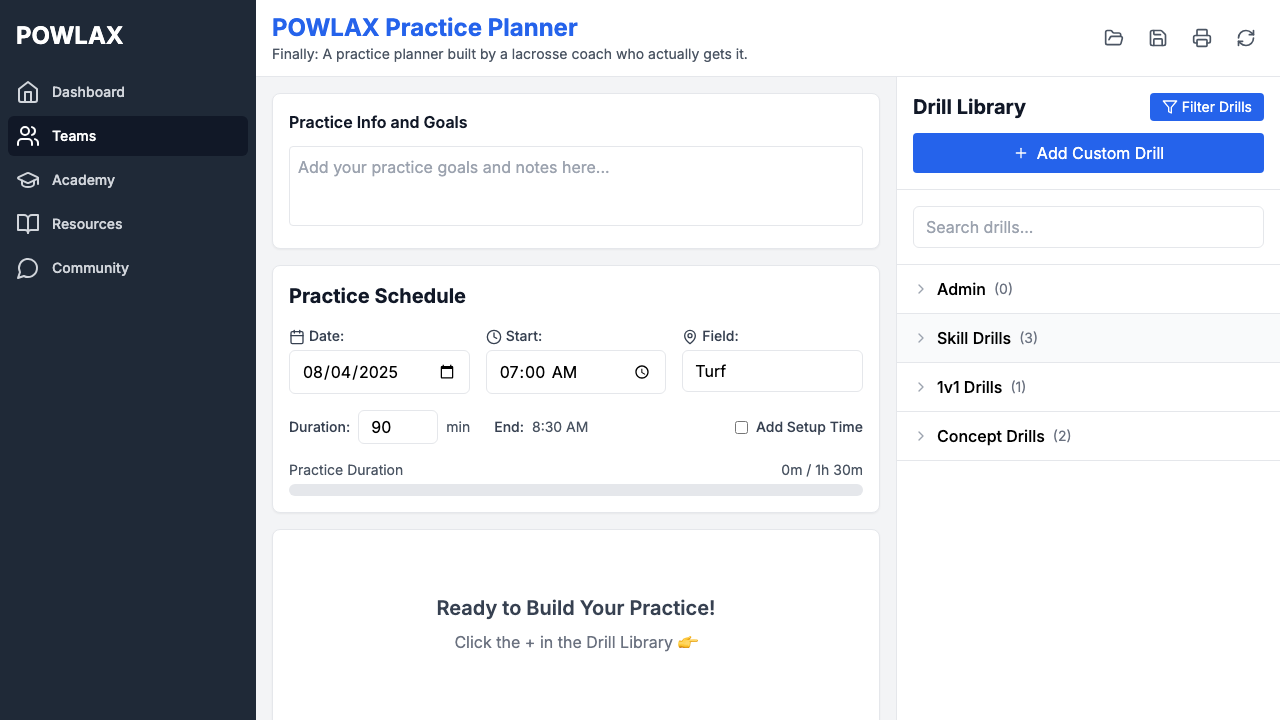 POWLAX
Dashboard
Teams
Academy
Resources
Community
POWLAX Practice Planner
Finally: A practice planner built by a lacrosse coach who actually gets it.
Practice Info and Goals
Add your practice goals and notes here...
Practice Schedule
Date:
08/04/2025
Start:
07:00 AM
Field:
Turf
Duration: 90 min End: 8:30 AM
Add Setup Time
Practice Duration
0m / 1h 30m
Ready to Build Your Practice!
Click the + in the Drill Library 👉
Drill Library
Filter Drills
+ Add Custom Drill
Search drills...
Admin (0)
Skill Drills (3)
1v1 Drills (1)
Concept Drills (2)